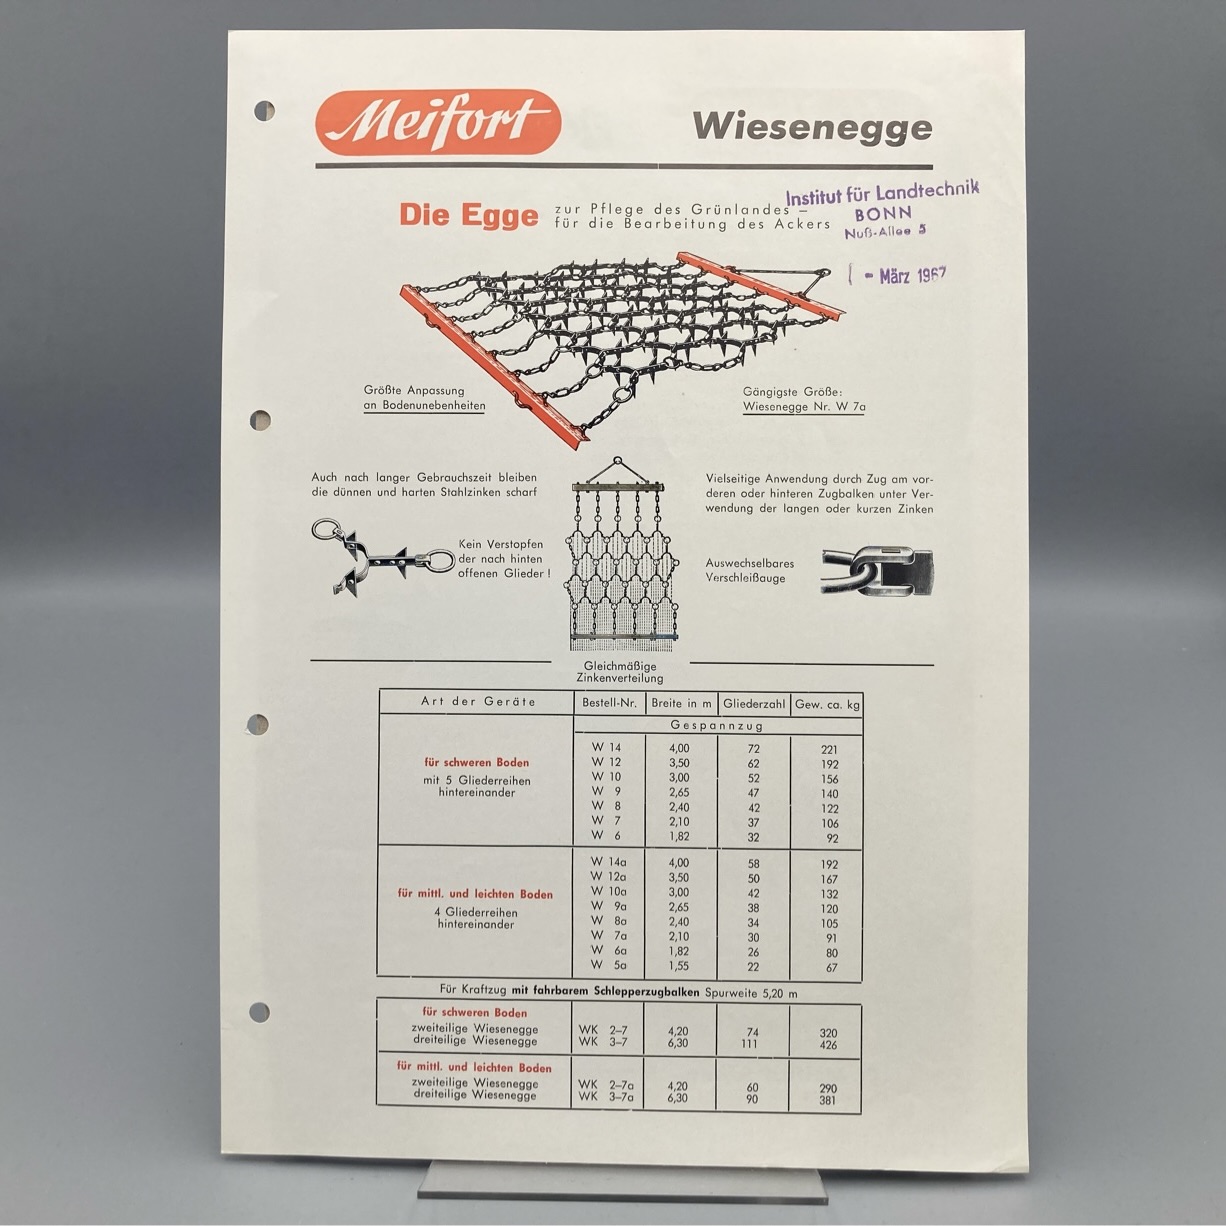 Meifort
Wiesenegge
Institut für Landtechnik
BONN
Nuß-Allee 5
- März 1967
Die Egge zur Pflege des Grünlandes –
für die Bearbeitung des Ackers
Größte Anpassung
an Bodenunebenheiten
Gängigste Größe:
Wiesenegge Nr. W 7a
Auch nach langer Gebrauchszeit bleiben
die dünnen und harten Stahlzinken scharf
Vielseitige Anwendung durch Zug am vor-
deren oder hinteren Zugbalken unter Ver-
wendung der langen oder kurzen Zinken
Kein Verstopfen
der nach hinten
offenen Glieder!
Auswechselbares
Verschleißauge
Gleichmäßige
Zinkenverteilung
Art der Geräte Bestell-Nr. Breite in m Gliederzahl Gew. ca. kg
Gespannzug
für schweren Boden
mit 5 Gliederreihen
hintereinander
W 14 4,00 72 221
W 12 3,50 62 192
W 10 3,00 52 156
W 9 2,65 47 140
W 8 2,40 42 122
W 7 2,10 37 106
W 6 1,82 32 92
für mittl. und leichten Boden
4 Gliederreihen
hintereinander
W 14a 4,00 58 192
W 12a 3,50 50 167
W 10a 3,00 42 132
W 9a 2,65 38 120
W 8a 2,40 34 105
W 7a 2,10 30 91
W 6a 1,82 26 80
W 5a 1,55 22 67
Für Kraftzug mit fahrbarem Schlepperzugbalken Spurweite 5,20 m
für schweren Boden
zweiteilige Wiesenegge WK 2–7 4,20 74 320
dreiteilige Wiesenegge WK 3–7 6,30 111 426
für mittl. und leichten Boden
zweiteilige Wiesenegge WK 2–7a 4,20 60 290
dreiteilige Wiesenegge WK 3–7a 6,30 90 381